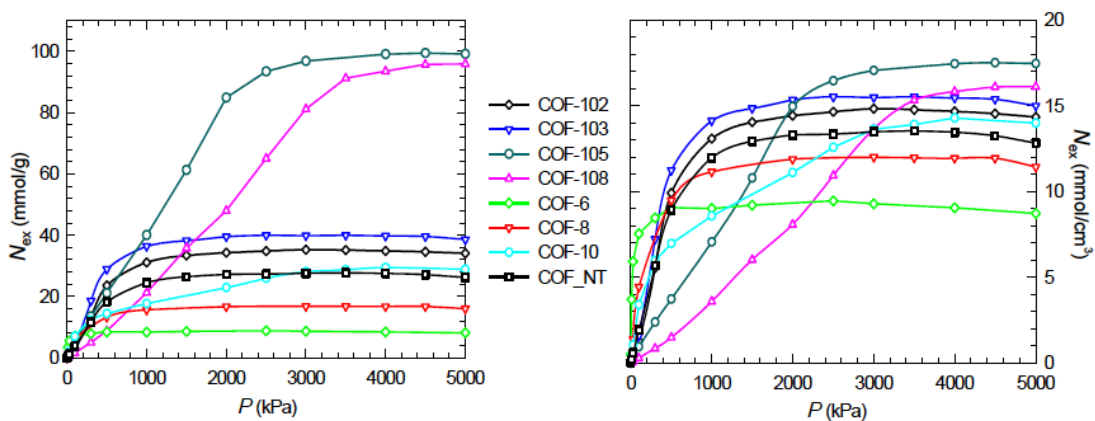 100
80
60
40
20
0
N_ex (mmol/g)
0 1000 2000 3000 4000 5000
P (kPa)
COF-102
COF-103
COF-105
COF-108
COF-6
COF-8
COF-10
COF_NT
20
15
10
5
0
N_ex (mmol/cm³)
0 1000 2000 3000 4000 5000
P (kPa)